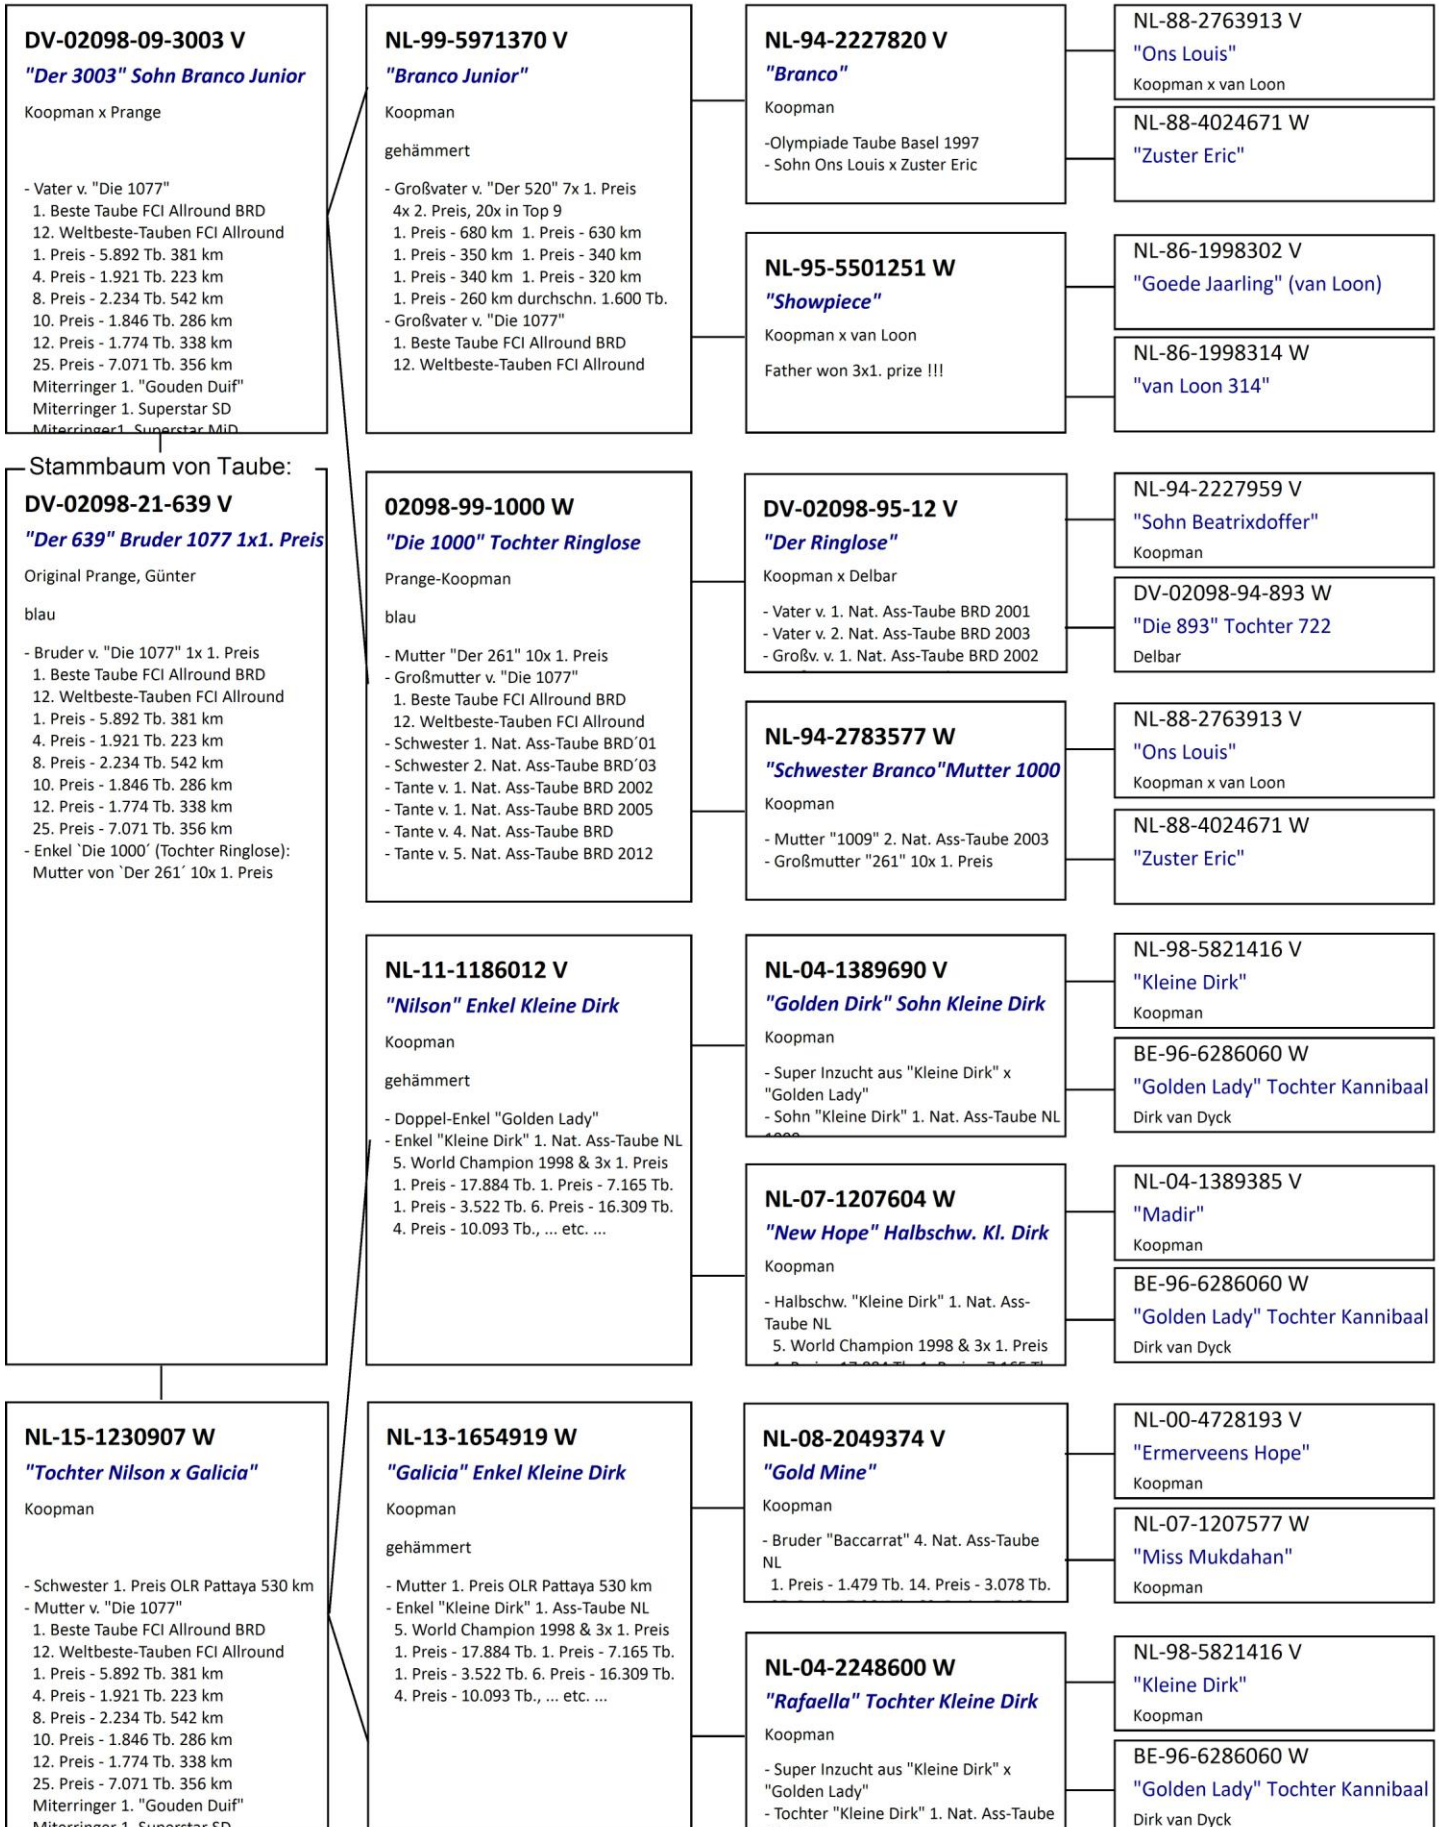 DV-02098-09-3003 V
"Der 3003" Sohn Branco Junior
Koopman x Prange
- Vater v. "Die 1077"
1. Beste Taube FCI Allround BRD
12. Weltbeste-Tauben FCI Allround
1. Preis - 5.892 Tb. 381 km
4. Preis - 1.921 Tb. 223 km
8. Preis - 2.234 Tb. 542 km
10. Preis - 1.846 Tb. 286 km
12. Preis - 1.774 Tb. 338 km
25. Preis - 7.071 Tb. 356 km
Miterringer 1. "Gouden Duif"
Miterringer 1. Superstar SD
Miterringer1. Superstar MiD
Stammbaum von Taube:
DV-02098-21-639 V
"Der 639" Bruder 1077 1x1. Preis
Original Prange, Günter
blau
- Bruder v. "Die 1077" 1x 1. Preis
1. Beste Taube FCI Allround BRD
12. Weltbeste-Tauben FCI Allround
1. Preis - 5.892 Tb. 381 km
4. Preis - 1.921 Tb. 223 km
8. Preis - 2.234 Tb. 542 km
10. Preis - 1.846 Tb. 286 km
12. Preis - 1.774 Tb. 338 km
25. Preis - 7.071 Tb. 356 km
- Enkel `Die 1000´ (Tochter Ringlose):
Mutter von `Der 261´ 10x 1. Preis
NL-15-1230907 W
"Tochter Nilson x Galicia"
Koopman
- Schwester 1. Preis OLR Pattaya 530 km
- Mutter v. "Die 1077"
1. Beste Taube FCI Allround BRD
12. Weltbeste-Tauben FCI Allround
1. Preis - 5.892 Tb. 381 km
4. Preis - 1.921 Tb. 223 km
8. Preis - 2.234 Tb. 542 km
10. Preis - 1.846 Tb. 286 km
12. Preis - 1.774 Tb. 338 km
25. Preis - 7.071 Tb. 356 km
Miterringer 1. "Gouden Duif"
Miterringer 1. Superstar SD
NL-99-5971370 V
"Branco Junior"
Koopman
gehämmert
- Großvater v. "Der 520" 7x 1. Preis
4x 2. Preis, 20x in Top 9
1. Preis - 680 km 1. Preis - 630 km
1. Preis - 350 km 1. Preis - 340 km
1. Preis - 340 km 1. Preis - 320 km
1. Preis - 260 km durchschn. 1.600 Tb.
- Großvater v. "Die 1077"
1. Beste Taube FCI Allround BRD
12. Weltbeste-Tauben FCI Allround
02098-99-1000 W
"Die 1000" Tochter Ringlose
Prange-Koopman
blau
- Mutter "Der 261" 10x 1. Preis
- Großmutter v. "Die 1077"
1. Beste Taube FCI Allround BRD
12. Weltbeste-Tauben FCI Allround
- Schwester 1. Nat. Ass-Taube BRD´01
- Schwester 2. Nat. Ass-Taube BRD´03
- Tante v. 1. Nat. Ass-Taube BRD 2002
- Tante v. 1. Nat. Ass-Taube BRD 2005
- Tante v. 4. Nat. Ass-Taube BRD
- Tante v. 5. Nat. Ass-Taube BRD 2012
NL-11-1186012 V
"Nilson" Enkel Kleine Dirk
Koopman
gehämmert
- Doppel-Enkel "Golden Lady"
- Enkel "Kleine Dirk" 1. Nat. Ass-Taube NL
5. World Champion 1998 & 3x 1. Preis
1. Preis - 17.884 Tb. 1. Preis - 7.165 Tb.
1. Preis - 3.522 Tb. 6. Preis - 16.309 Tb.
4. Preis - 10.093 Tb., ... etc. ...
NL-13-1654919 W
"Galicia" Enkel Kleine Dirk
Koopman
gehämmert
- Mutter 1. Preis OLR Pattaya 530 km
- Enkel "Kleine Dirk" 1. Ass-Taube NL
5. World Champion 1998 & 3x 1. Preis
1. Preis - 17.884 Tb. 1. Preis - 7.165 Tb.
1. Preis - 3.522 Tb. 6. Preis - 16.309 Tb.
4. Preis - 10.093 Tb., ... etc. ...
NL-94-2227820 V
"Branco"
Koopman
-Olympiade Taube Basel 1997
- Sohn Ons Louis x Zuster Eric
NL-95-5501251 W
"Showpiece"
Koopman x van Loon
Father won 3x1. prize !!!
DV-02098-95-12 V
"Der Ringlose"
Koopman x Delbar
- Vater v. 1. Nat. Ass-Taube BRD 2001
- Vater v. 2. Nat. Ass-Taube BRD 2003
- Großv. v. 1. Nat. Ass-Taube BRD 2002
NL-94-2783577 W
"Schwester Branco"Mutter 1000
Koopman
- Mutter "1009" 2. Nat. Ass-Taube 2003
- Großmutter "261" 10x 1. Preis
NL-04-1389690 V
"Golden Dirk" Sohn Kleine Dirk
Koopman
- Super Inzucht aus "Kleine Dirk" x
"Golden Lady"
- Sohn "Kleine Dirk" 1. Nat. Ass-Taube NL
NL-07-1207604 W
"New Hope" Halbschw. Kl. Dirk
Koopman
- Halbschw. "Kleine Dirk" 1. Nat. Ass-
Taube NL
5. World Champion 1998 & 3x 1. Preis
NL-08-2049374 V
"Gold Mine"
Koopman
- Bruder "Baccarrat" 4. Nat. Ass-Taube
NL
1. Preis - 1.479 Tb. 14. Preis - 3.078 Tb.
NL-04-2248600 W
"Rafaella" Tochter Kleine Dirk
Koopman
- Super Inzucht aus "Kleine Dirk" x
"Golden Lady"
- Tochter "Kleine Dirk" 1. Nat. Ass-Taube
NL-88-2763913 V
"Ons Louis"
Koopman x van Loon
NL-88-4024671 W
"Zuster Eric"
NL-86-1998302 V
"Goede Jaarling" (van Loon)
NL-86-1998314 W
"van Loon 314"
NL-94-2227959 V
"Sohn Beatrixdoffer"
Koopman
DV-02098-94-893 W
"Die 893" Tochter 722
Delbar
NL-88-2763913 V
"Ons Louis"
Koopman x van Loon
NL-88-4024671 W
"Zuster Eric"
NL-98-5821416 V
"Kleine Dirk"
Koopman
BE-96-6286060 W
"Golden Lady" Tochter Kannibaal
Dirk van Dyck
NL-04-1389385 V
"Madir"
Koopman
BE-96-6286060 W
"Golden Lady" Tochter Kannibaal
Dirk van Dyck
NL-00-4728193 V
"Ermerveens Hope"
Koopman
NL-07-1207577 W
"Miss Mukdahan"
Koopman
NL-98-5821416 V
"Kleine Dirk"
Koopman
BE-96-6286060 W
"Golden Lady" Tochter Kannibaal
Dirk van Dyck